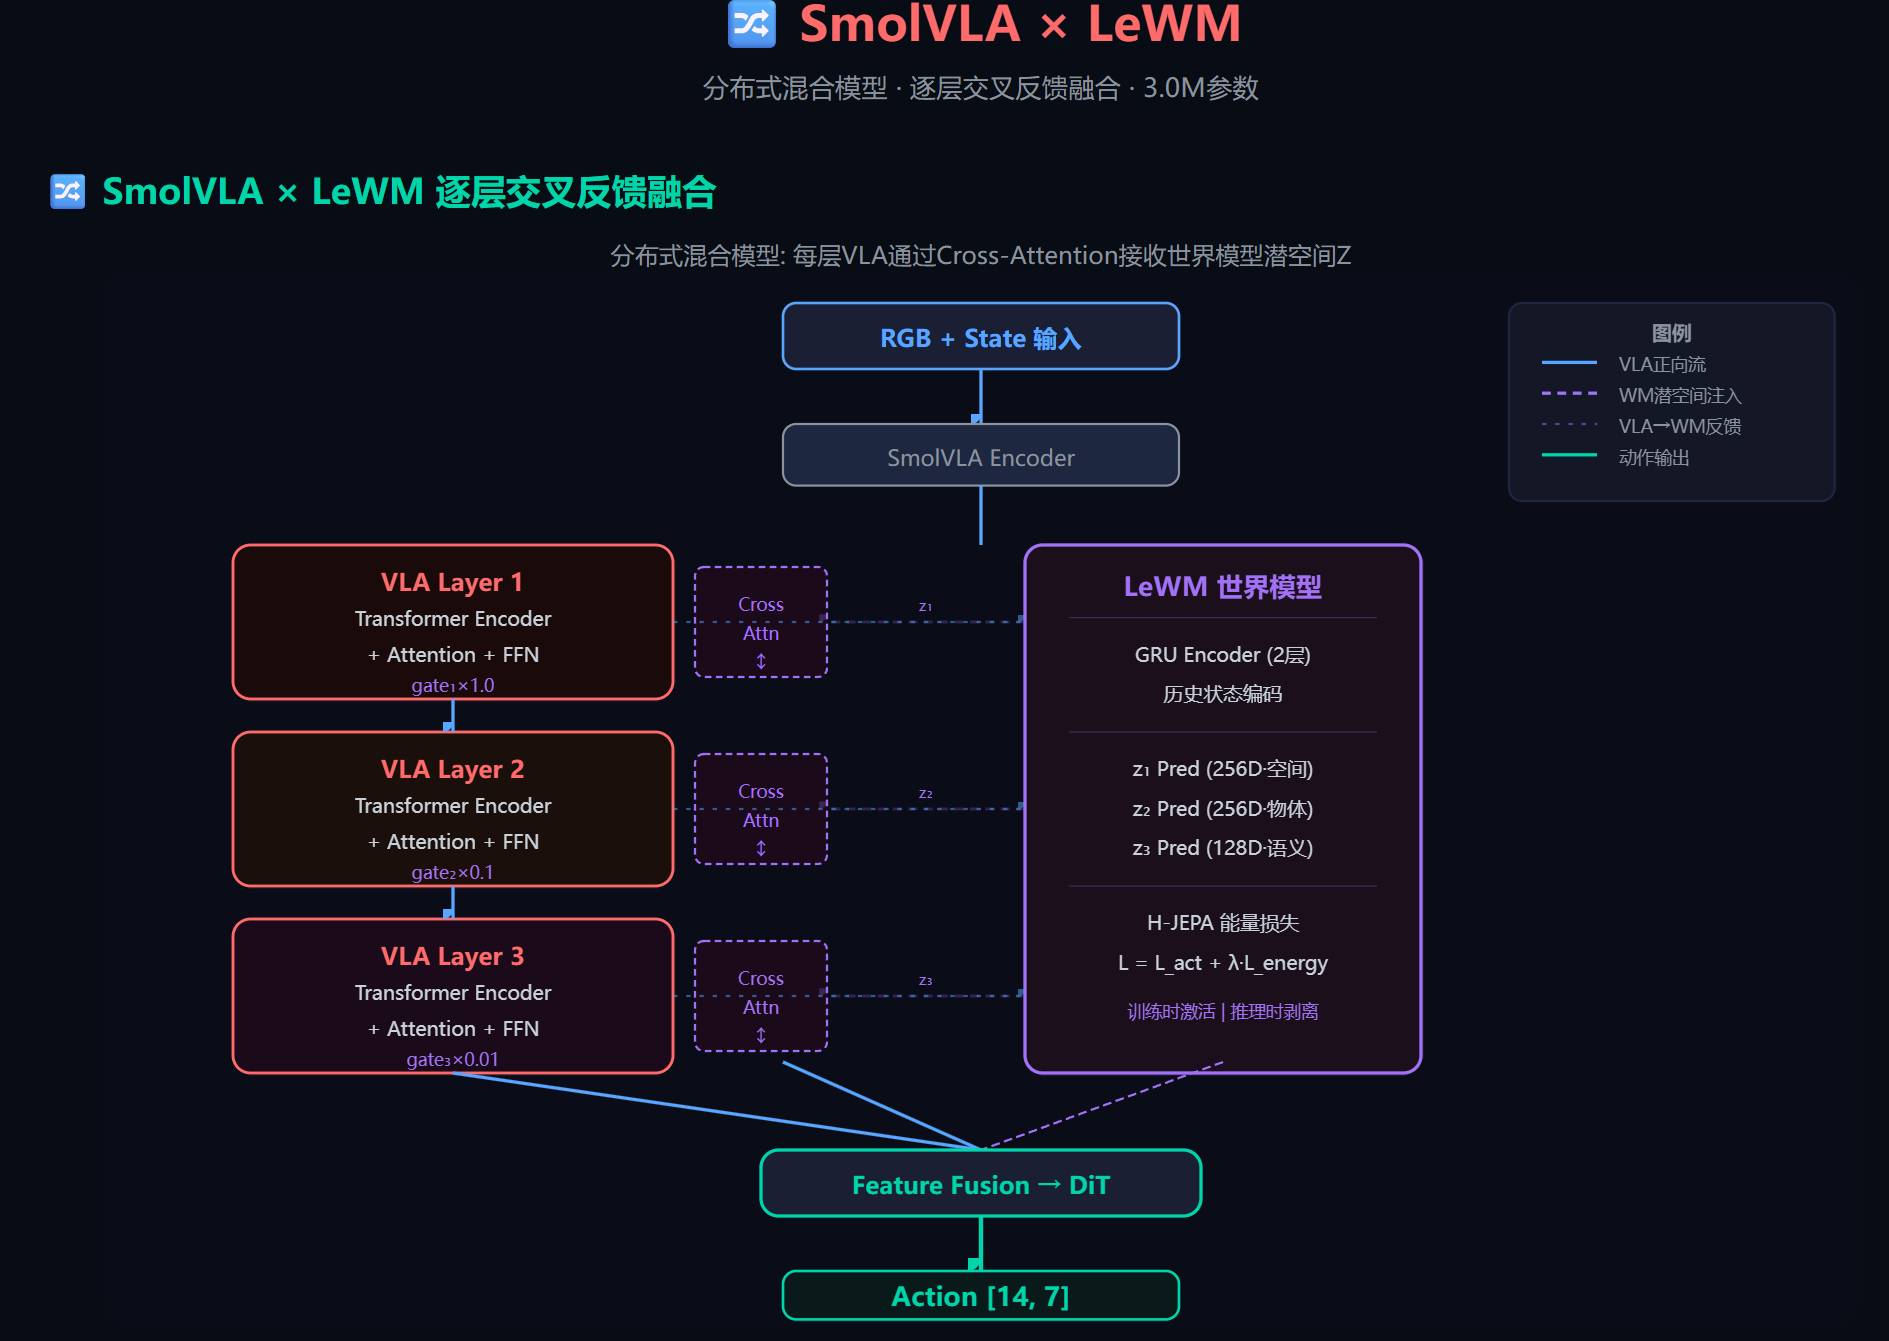 SmolVLA × LeWM
分布式混合模型 · 逐层交叉反馈融合 · 3.0M参数
SmolVLA × LeWM 逐层交叉反馈融合
分布式混合模型: 每层VLA通过Cross-Attention接收世界模型潜空间Z
RGB + State 输入
SmolVLA Encoder
图例
VLA正向流
WM潜空间注入
VLA→WM反馈
动作输出
VLA Layer 1
Transformer Encoder
+ Attention + FFN
gate₁×1.0
Cross
Attn
↕
z₁
VLA Layer 2
Transformer Encoder
+ Attention + FFN
gate₂×0.1
Cross
Attn
↕
z₂
VLA Layer 3
Transformer Encoder
+ Attention + FFN
gate₃×0.01
Cross
Attn
↕
z₃
LeWM 世界模型
GRU Encoder (2层)
历史状态编码
z₁ Pred (256D·空间)
z₂ Pred (256D·物体)
z₃ Pred (128D·语义)
H-JEPA 能量损失
L = L_act + λ·L_energy
训练时激活 | 推理时剥离
Feature Fusion → DiT
Action [14, 7]